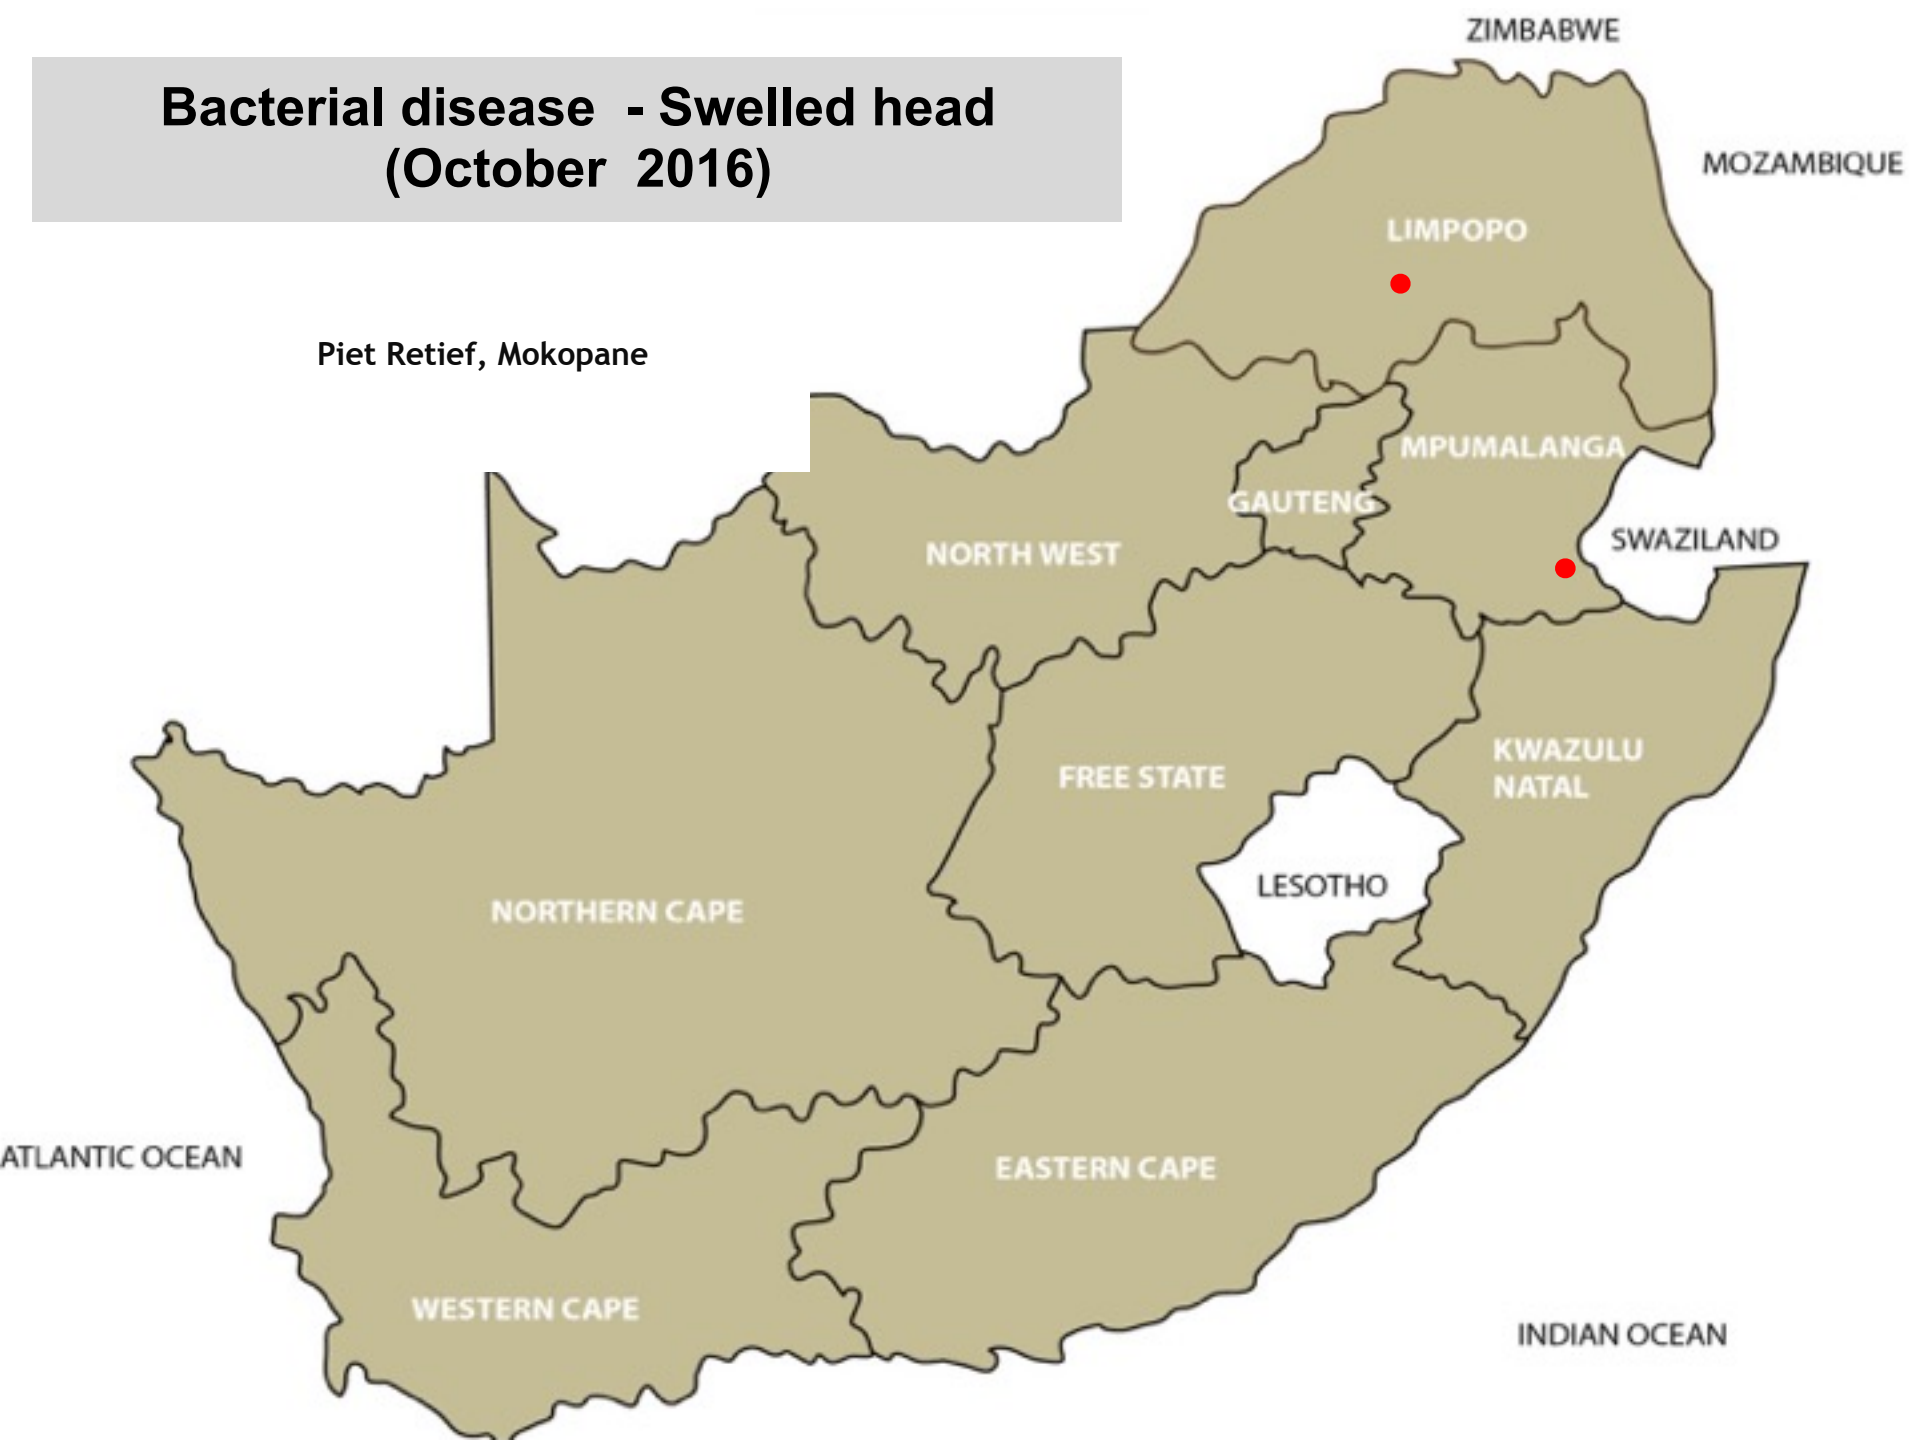 ZIMBABWE
Bacterial disease - Swelled head
(October 2016)
MOZAMBIQUE
LIMPOPO
Piet Retief, Mokopane
MPUMALANGA
GAUTENG
SWAZILAND
NORTH WEST
KWAZULU
NATAL
FREE STATE
LESOTHO
NORTHERN CAPE
ATLANTIC OCEAN
EASTERN CAPE
WESTERN CAPE
INDIAN OCEAN